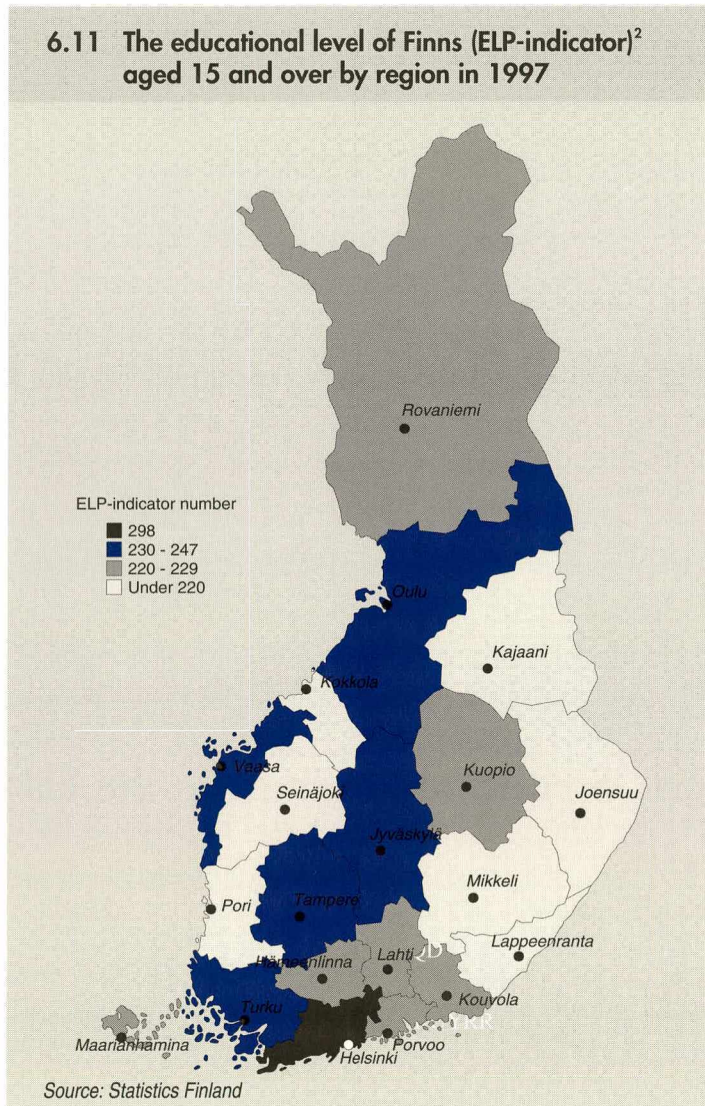 6.11 The educational level of Finns (ELP-indicator)2
aged 15 and over by region in 1997
Rovaniemi
ELP-indicator number
298
230 - 247
220 - 229
Under 220
Oulu
Kajaani
Kokkola
Vaasa
Kuopio
Seinäjoki
Joensuu
Jyväskylä
Mikkeli
Pori
Tampere
Lappeenranta
Lahti
QD
Hämeenlinna
Kouvola
Turku
YRR
Maarianhamina
Porvoo
Helsinki
Source: Statistics Finland